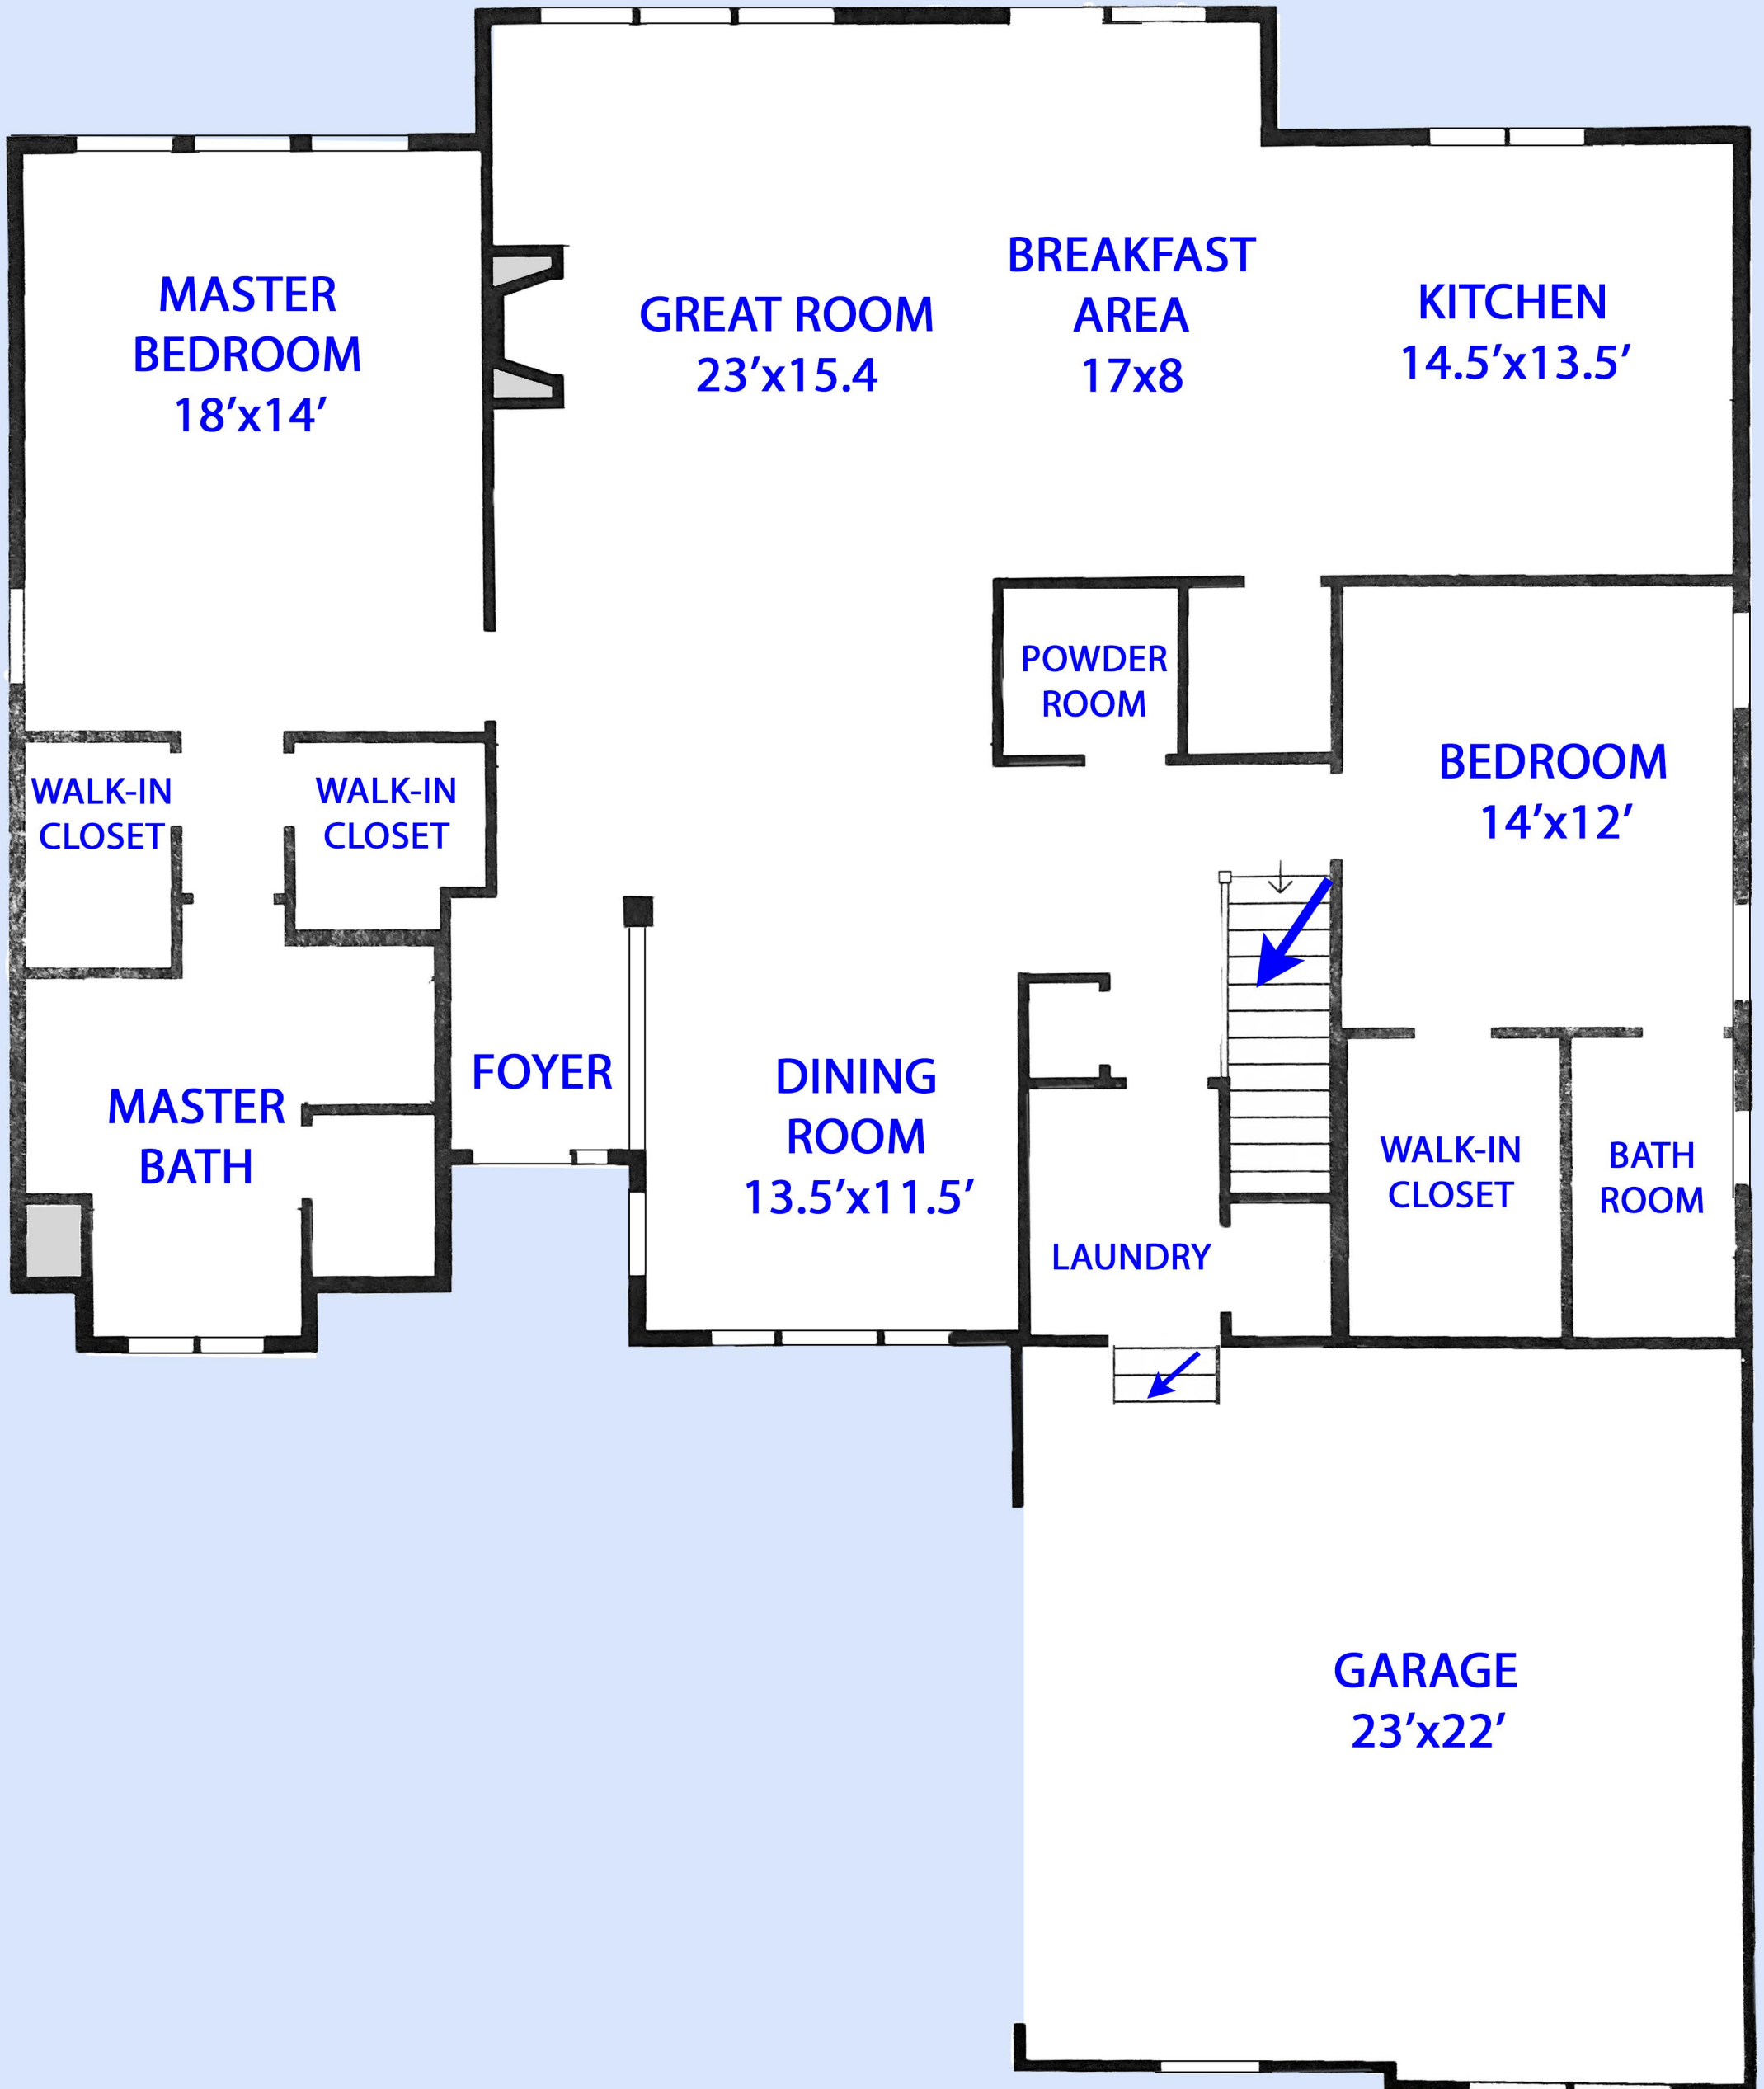 MASTER
BEDROOM
18’x14’
GREAT ROOM
23’x15.4
BREAKFAST
AREA
17x8
KITCHEN
14.5’x13.5’
POWDER
ROOM
BEDROOM
14’x12’
WALK-IN
CLOSET
WALK-IN
CLOSET
MASTER
BATH
FOYER
DINING
ROOM
13.5’x11.5’
LAUNDRY
WALK-IN
CLOSET
BATH
ROOM
GARAGE
23’x22’